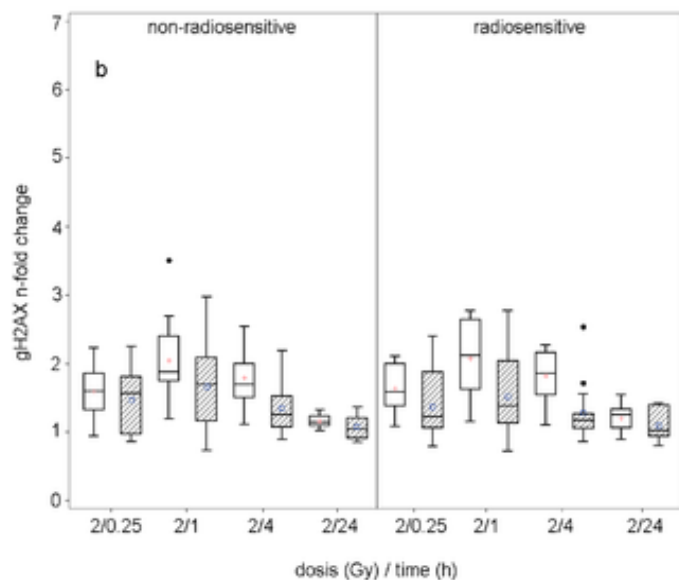 non-radiosensitive radiosensitive
b
7
6
5
4
3
2
1
0
gH2AX n-fold change
2/0.25 2/1 2/4 2/24 2/0.25 2/1 2/4 2/24
dosis (Gy) / time (h)